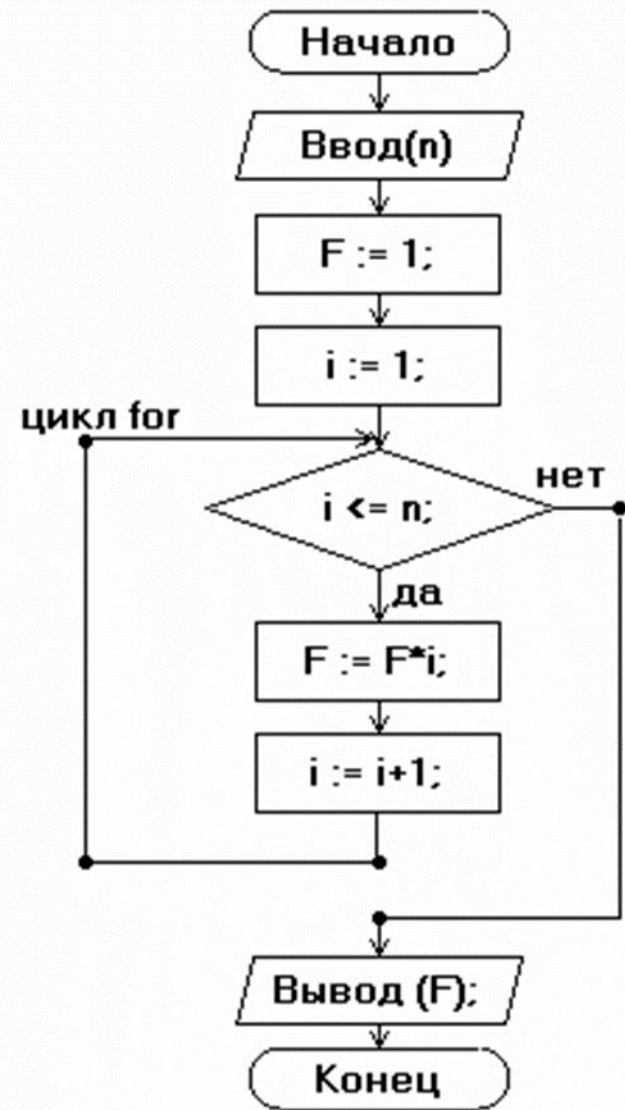 Начало
Ввод(n)
F := 1;
i := 1;
цикл for
i <= n;
нет
да
F := F*i;
i := i+1;
Вывод (F);
Конец